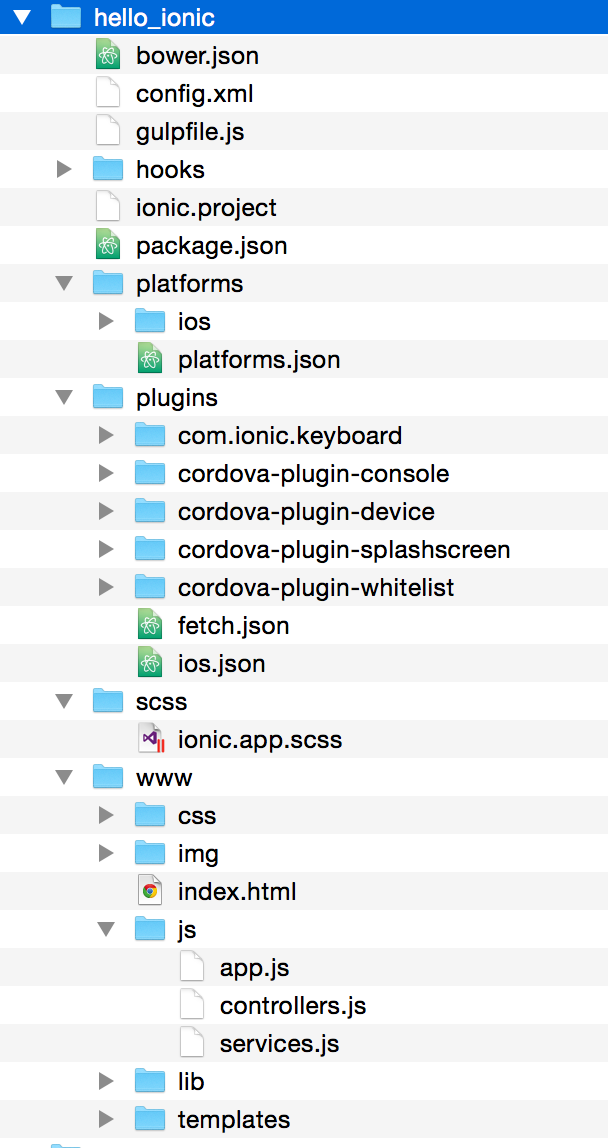 hello_ionic
bower.json
config.xml
gulpfile.js
hooks
ionic.project
package.json
platforms
ios
platforms.json
plugins
com.ionic.keyboard
cordova-plugin-console
cordova-plugin-device
cordova-plugin-splashscreen
cordova-plugin-whitelist
fetch.json
ios.json
scss
ionic.app.scss
www
css
img
index.html
js
app.js
controllers.js
services.js
lib
templates